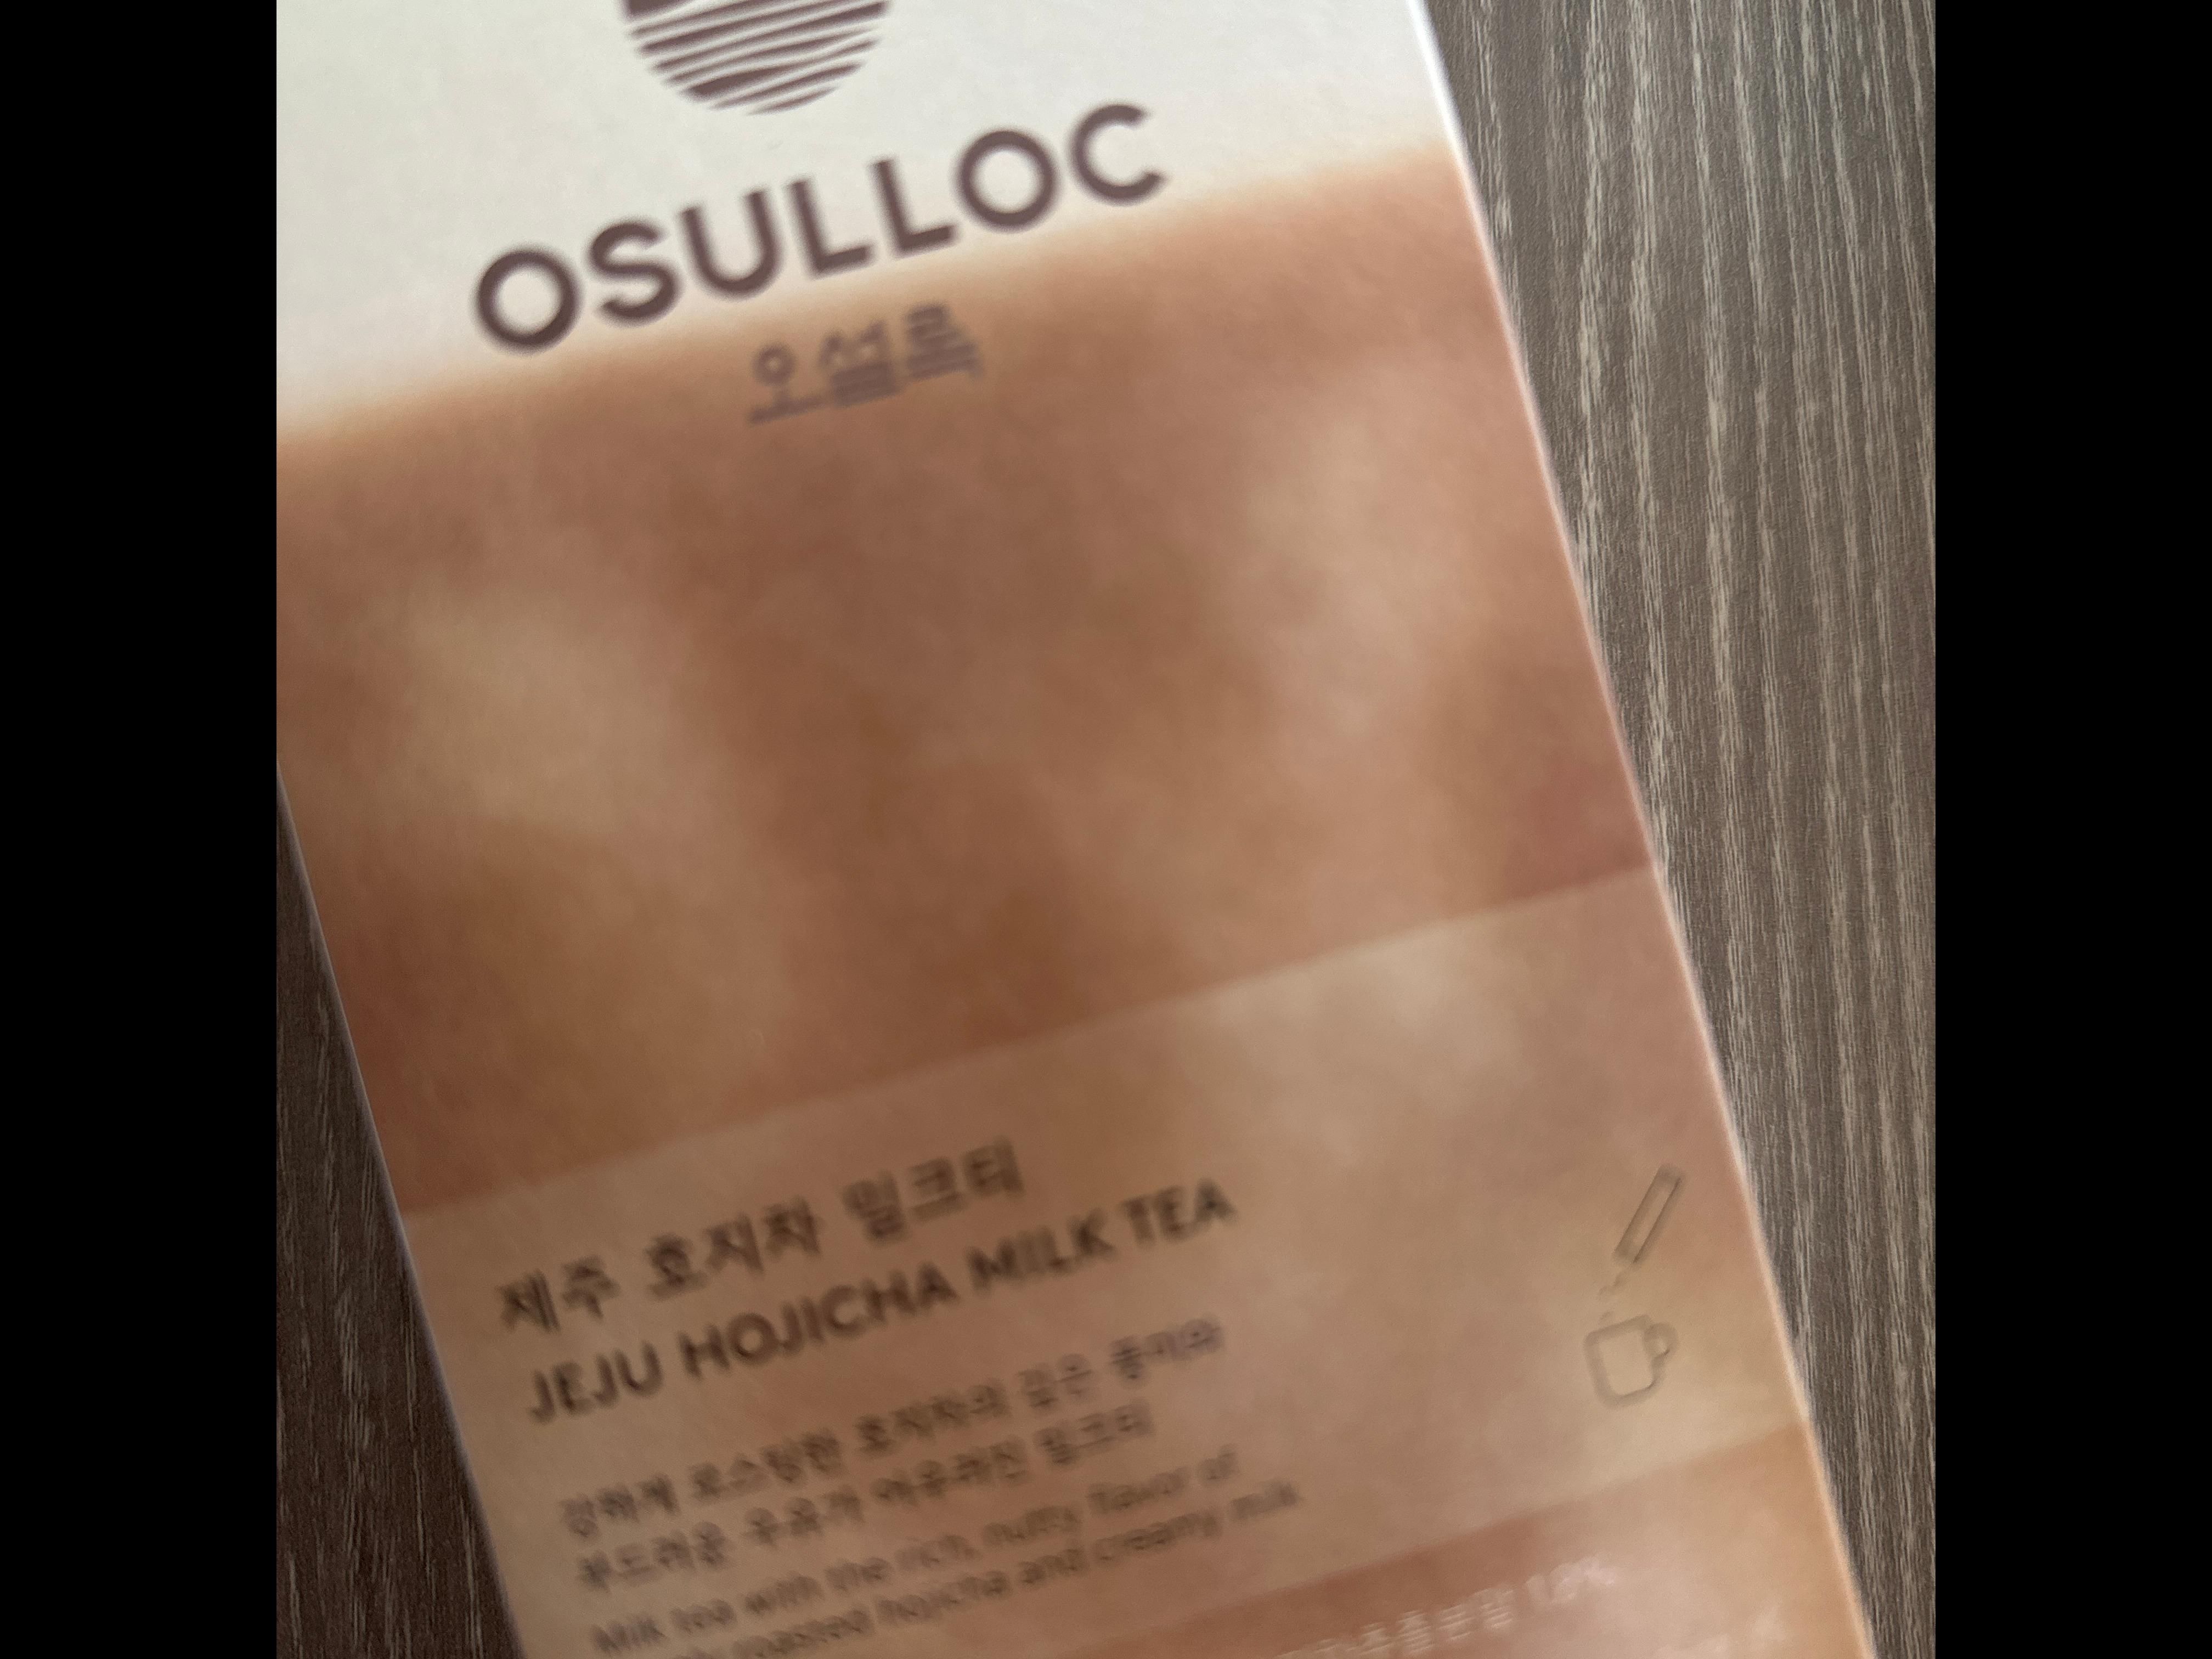 OSULLOC
오설록
제주 호지차 밀크티
JEJU HOJICHA MILK TEA
강하게 로스팅한 호지차의 깊은 풍미와
부드러운 우유가 어우러진 밀크티
Milk tea with the rich, nutty flavor of
roasted hojicha and creamy milk